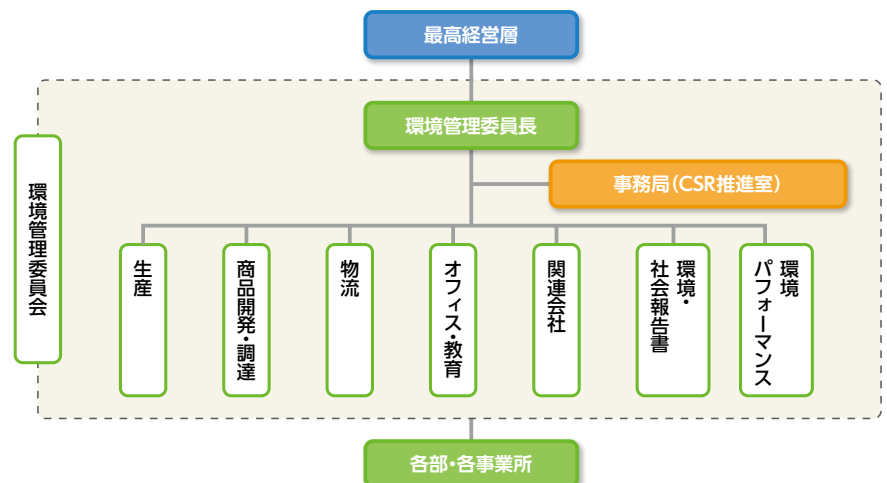 最高経営層
環境管理委員長
事務局(CSR推進室)
環境管理委員会
生産
商品開発・調達
物流
オフィス・教育
関連会社
環境・
社会報告書
環境
パフォーマンス
各部・各事業所